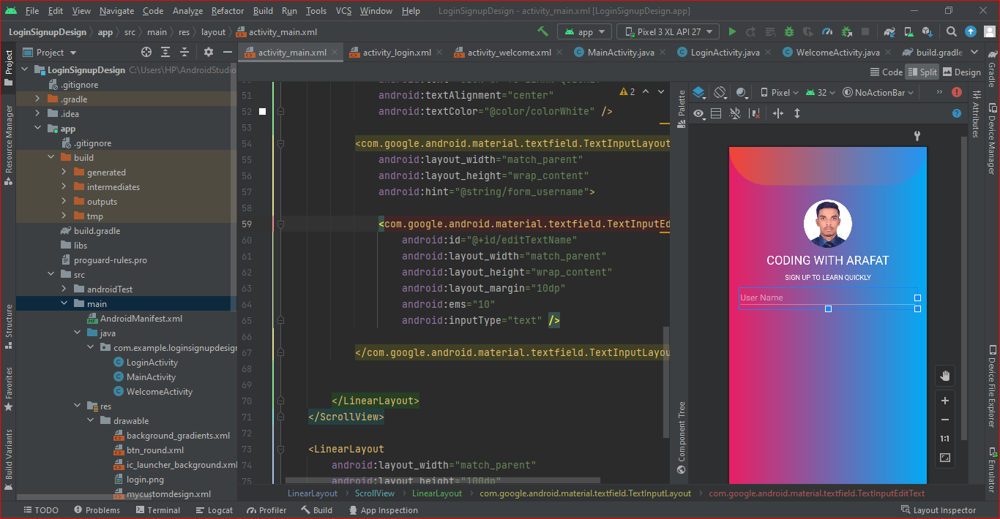 File Edit View Navigate Code Analyze Refactor Build Run Tools VCS Window Help LoginSignupDesign - activity_main.xml [LoginSignupDesign.app]
LoginSignupDesign app src main res layout activity_main.xml app Pixel 3 XL API 27
Project
activity_main.xml activity_login.xml activity_welcome.xml MainActivity.java LoginActivity.java WelcomeActivity.java build.gradle
Code Split Design
Project
Resource Manager
Structure
Favorites
Build Variants
LoginSignupDesign C:\Users\HP\AndroidStudio
.gitignore
.gradle
.idea
app
.gitignore
build
generated
intermediates
outputs
tmp
build.gradle
libs
proguard-rules.pro
src
androidTest
main
AndroidManifest.xml
java
com.example.loginsignupdesign
LoginActivity
MainActivity
WelcomeActivity
res
drawable
background_gradients.xml
btn_round.xml
ic_launcher_background.xml
login.png
mycustomdesign.xml
2
51 android:textAlignment="center"
52 android:textColor="@color/colorWhite" />
53
54 <com.google.android.material.textfield.TextInputLayout
55 android:layout_width="match_parent"
56 android:layout_height="wrap_content"
57 android:hint="@string/form_username">
58
59 <com.google.android.material.textfield.TextInputEd
60 android:id="@+id/editTextName"
61 android:layout_width="match_parent"
62 android:layout_height="wrap_content"
63 android:layout_margin="10dp"
64 android:ems="10"
65 android:inputType="text" />
66
67 </com.google.android.material.textfield.TextInputLayou
68
69
70 </LinearLayout>
71 </ScrollView>
72
73 <LinearLayout
74 android:layout_width="match_parent"
75 android:layout_height="100dp"
Palette
Component Tree
Pixel 32 NoActionBar
CODING WITH ARAFAT
SIGN UP TO LEARN QUICKLY
User Name
1:1
Attributes
Gradle
Device Manager
Device File Explorer
Emulator
LinearLayout ScrollView LinearLayout com.google.android.material.textfield.TextInputLayout com.google.android.material.textfield.TextInputEditText
TODO Problems Terminal Logcat Profiler Build App Inspection Layout Inspector